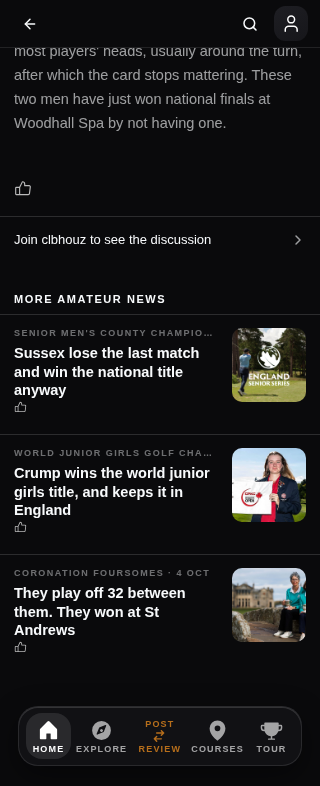 most players' heads, usually around the turn,
after which the card stops mattering. These
two men have just won national finals at
Woodhall Spa by not having one.
Join clbhouz to see the discussion
MORE AMATEUR NEWS
SENIOR MEN'S COUNTY CHAMPIO…
Sussex lose the last match
and win the national title
anyway
ENGLAND
SENIOR SERIES
WORLD JUNIOR GIRLS GOLF CHA…
Crump wins the world junior
girls title, and keeps it in
England
CORONATION FOURSOMES · 4 OCT
They play off 32 between
them. They won at St
Andrews
HOME
EXPLORE
POST
REVIEW
COURSES
TOUR